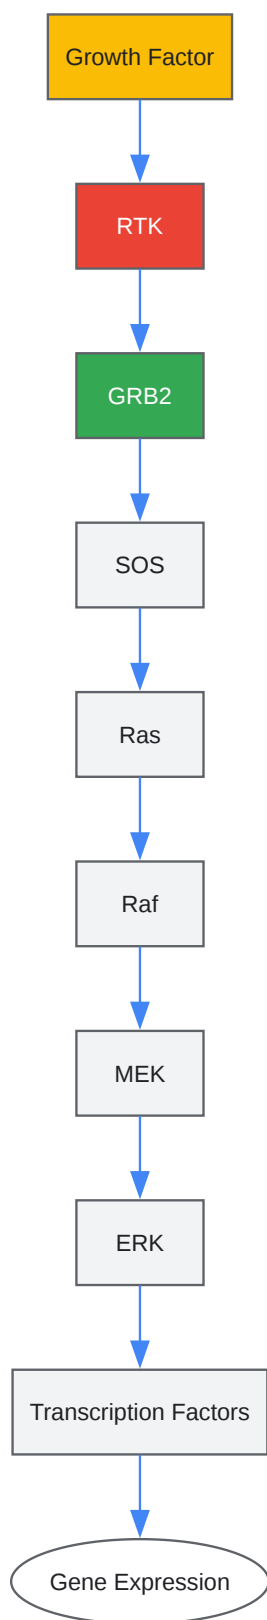 Growth Factor
RTK
GRB2
SOS
Ras
Raf
MEK
ERK
Transcription Factors
Gene Expression